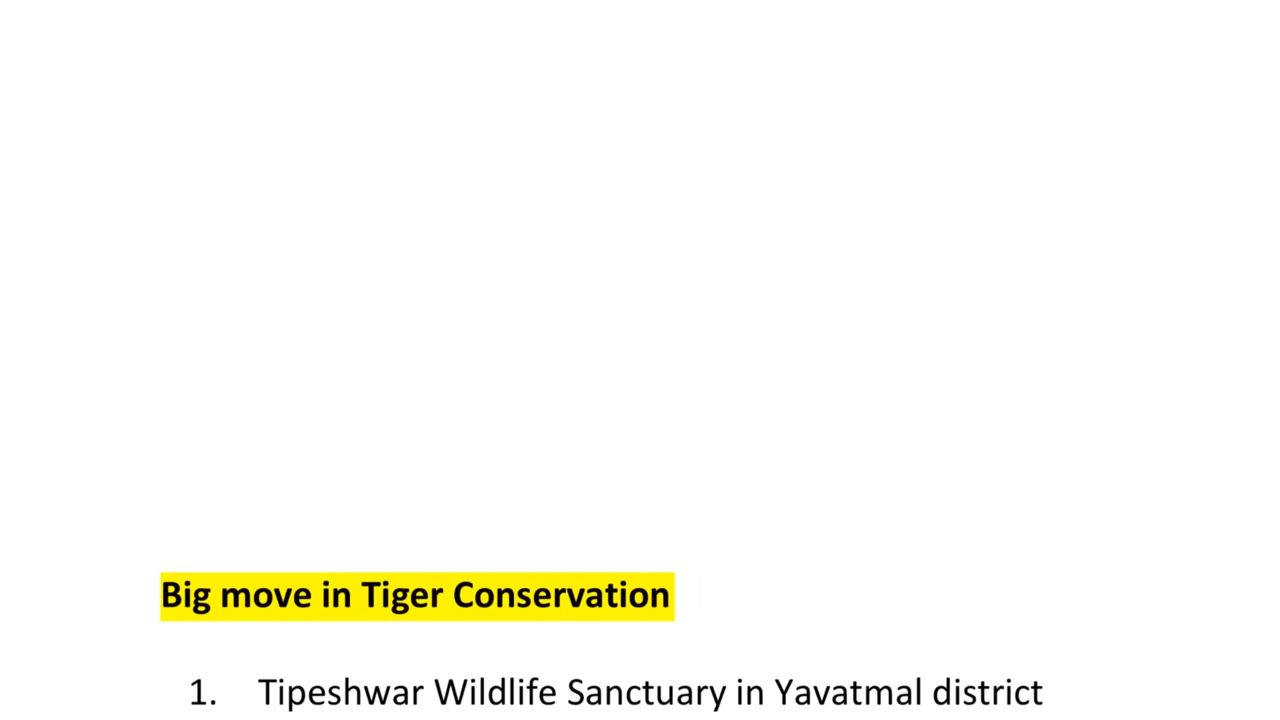 Big move in Tiger Conservation
1. Tipeshwar Wildlife Sanctuary in Yavatmal district